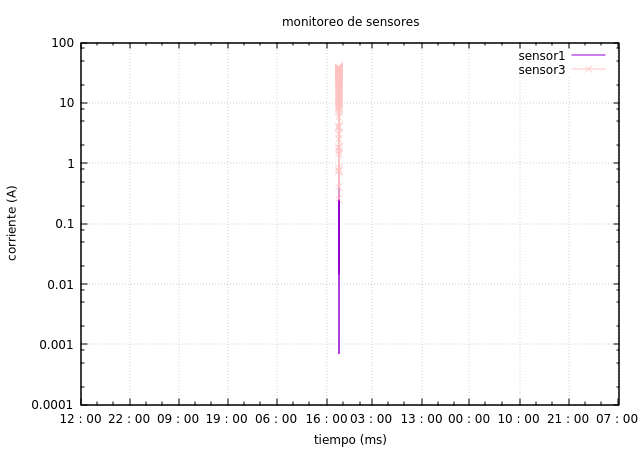 monitoreo de sensores
100
10
1
0.1
0.01
0.001
0.0001
corriente (A)
sensor1
sensor3
12 : 00 22 : 00 09 : 00 19 : 00 06 : 00 16 : 00 03 : 00 13 : 00 00 : 00 10 : 00 21 : 00 07 : 00
tiempo (ms)